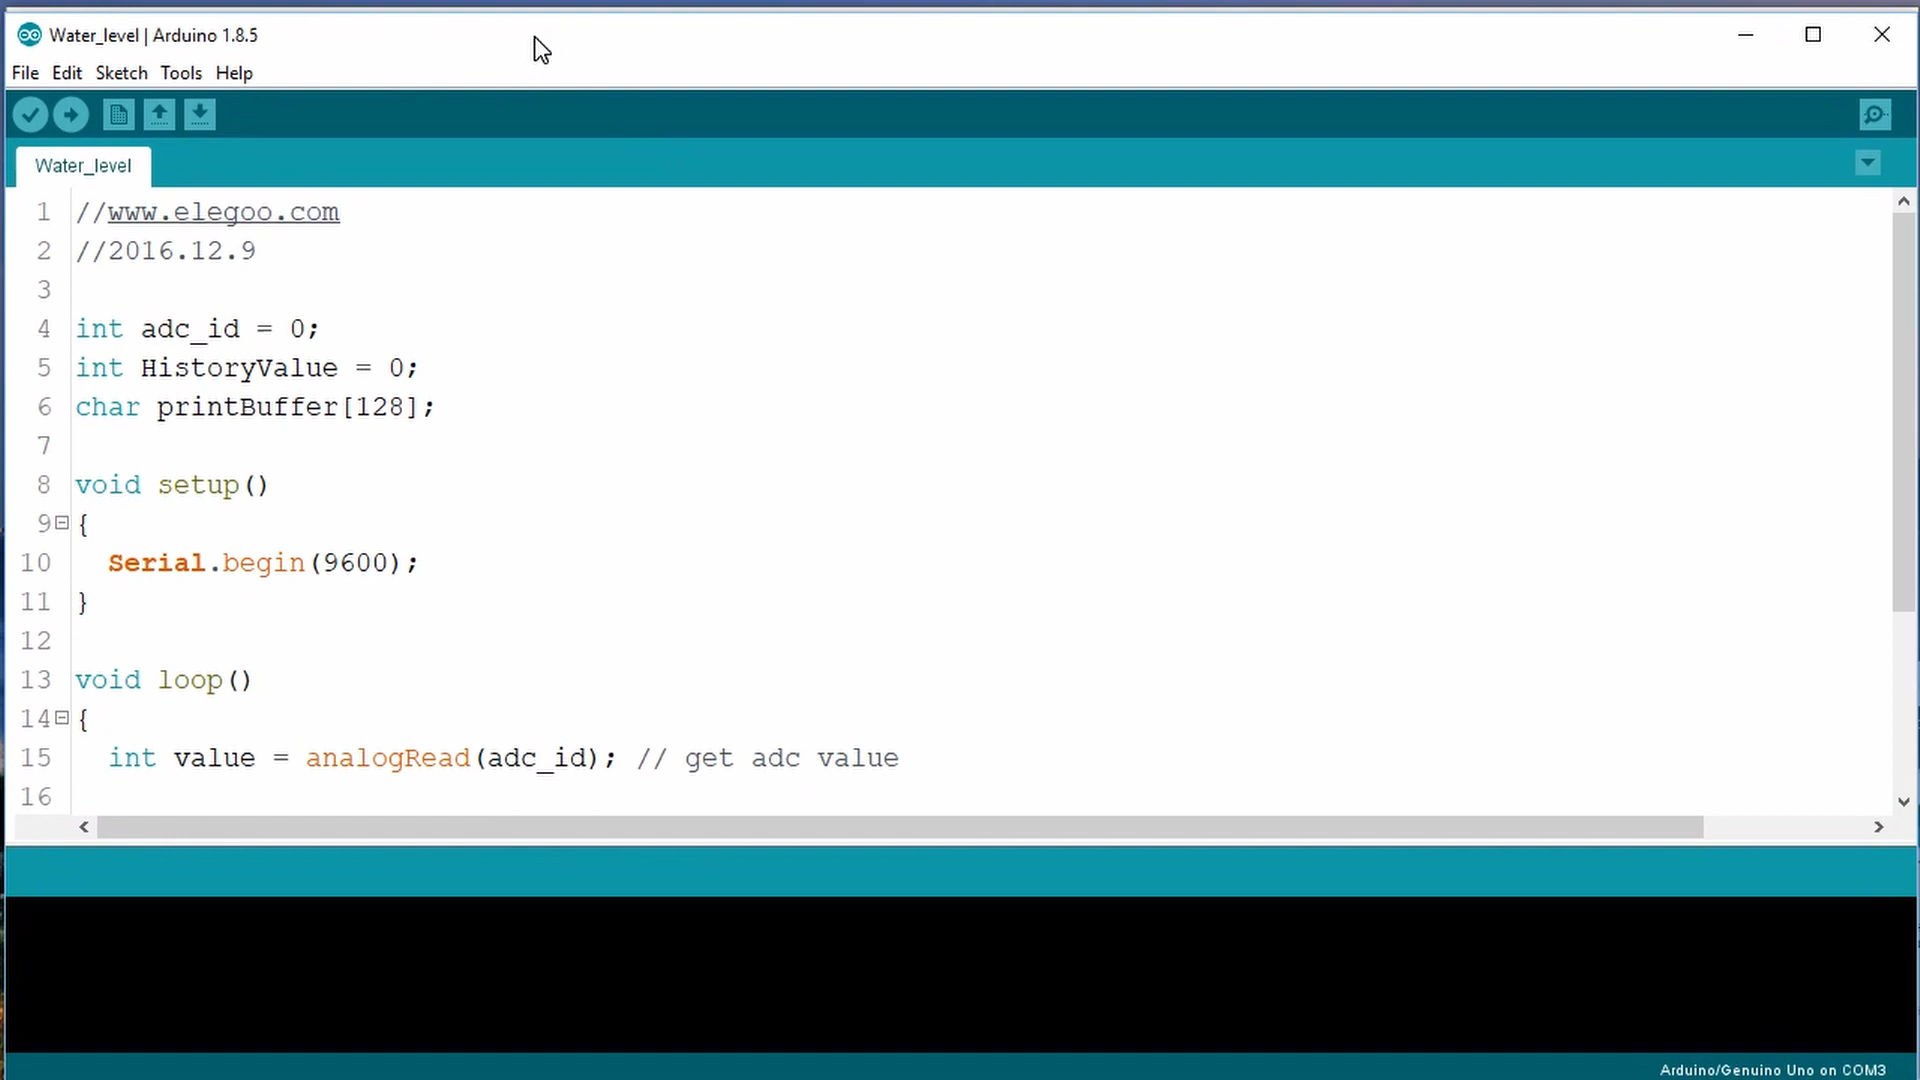 Water_level | Arduino 1.8.5
File Edit Sketch Tools Help
Water_level
1 //www.elegoo.com
2 //2016.12.9
3
4 int adc_id = 0;
5 int HistoryValue = 0;
6 char printBuffer[128];
7
8 void setup()
9 {
10 Serial.begin(9600);
11 }
12
13 void loop()
14 {
15 int value = analogRead(adc_id); // get adc value
16
Arduino/Genuino Uno on COM3